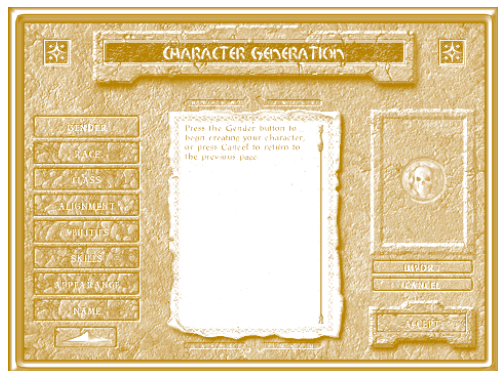 CHARACTER GENERATION
GENDER
RACE
CLASS
ALIGNMENT
ABILITIES
SKILLS
APPEARANCE
NAME
Press the Gender button to
begin creating your character,
or press Cancel to return to
the previous page
IMPORT
CANCEL
ACCEPT